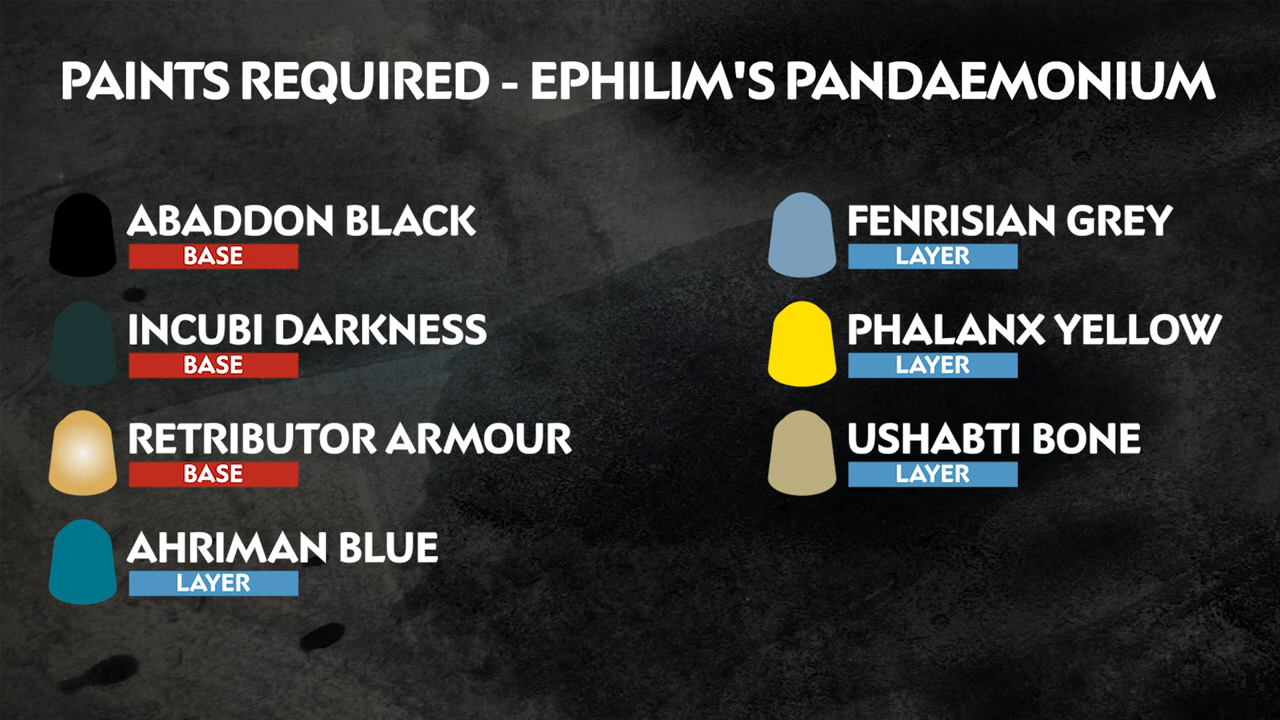 PAINTS REQUIRED - EPHILIM'S PANDAEMONIUM
ABADDON BLACK
BASE
INCUBI DARKNESS
BASE
RETRIBUTOR ARMOUR
BASE
AHRIMAN BLUE
LAYER
FENRISIAN GREY
LAYER
PHALANX YELLOW
LAYER
USHABTI BONE
LAYER